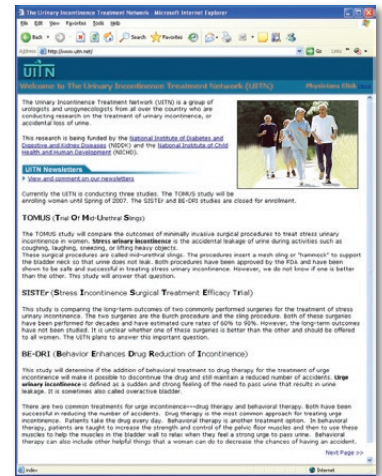 The Urinary Incontinence Treatment Network - Microsoft Internet Explorer
File Edit View Favorites Tools Help
Back Search Favorites
Address http://www.uitn.net/ Go Links
UITN
Welcome to The Urinary Incontinence Treatment Network (UITN) Physicians Click
The Urinary Incontinence Treatment Network (UITN) is a group of
urologists and urogynecologists from all over the country who are
conducting research on the treatment of urinary incontinence, or
accidental loss of urine.
This research is being funded by the National Institute of Diabetes and
Digestive and Kidney Diseases (NIDDK) and the National Institute of Child
Health and Human Development (NICHD).
UITN Newsletters
View and comment on our newsletters
Currently the UITN is conducting three studies. The TOMUS study will be
enrolling women until Spring of 2007. The SISTEr and BE-DRI studies are closed for enrollment.
TOMUS (Trial Of Mid-Urethral Slings)
The TOMUS study will compare the outcomes of minimally invasive surgical procedures to treat stress urinary
incontinence in women. Stress urinary incontinence is the accidental leakage of urine during activities such as
coughing, laughing, sneezing, or lifting heavy objects.
These surgical procedures are called mid-urethral slings. The procedures insert a mesh sling or "hammock" to support
the bladder neck so that urine does not leak. Both procedures have been approved by the FDA and have been
shown to be safe and successful in treating stress urinary incontinence. However, we do not know if one is better
than the other. This study will answer that question.
SISTEr (Stress Incontinence Surgical Treatment Efficacy Trial)
This study is comparing the long-term outcomes of two commonly performed surgeries for the treatment of stress
urinary incontinence. The two surgeries are the Burch procedure and the sling procedure. Both of these surgeries
have been performed for decades and have estimated cure rates of 60% to 90%. However, the long-term outcomes
have not been studied. It is unclear whether one of these surgeries is better than the other and should be offered
to all women. The UITN plans to answer this important question.
BE-DRI (Behavior Enhances Drug Reduction of Incontinence)
This study will determine if the addition of behavioral treatment to drug therapy for the treatment of urge
incontinence will make it possible to discontinue the drug and still maintain a reduced number of accidents. Urge
urinary incontinence is defined as a sudden and strong feeling of the need to pass urine that results in urine
leakage. It is sometimes also called overactive bladder.
There are two common treatments for urge incontinence---drug therapy and behavioral therapy. Both have been
successful in reducing the number of accidents. Drug therapy is the most common approach for treating urge
incontinence. Patients take the drug every day. Behavioral therapy is another treatment option. In behavioral
therapy, patients are taught to increase the strength and control of the pelvic floor muscles and then to use these
muscles to help the muscles in the bladder wall to relax when they feel a strong urge to pass urine. Behavioral
therapy can also include other helpful things that a woman can do to decrease the chances of having an accident.
Next Page >>
Internet